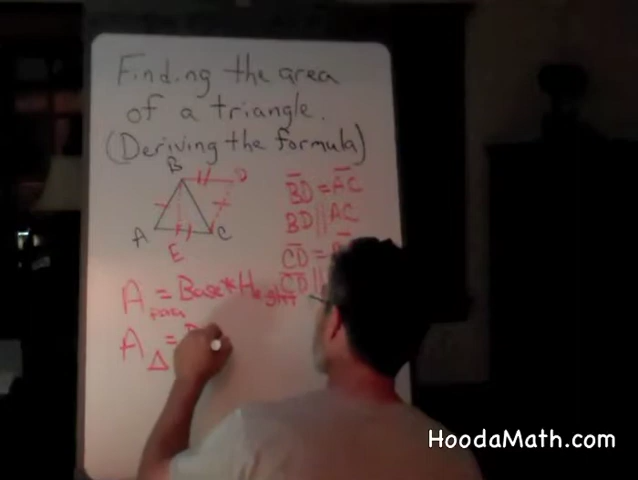 Finding the area
of a triangle.
(Deriving the formula)
B
D
A
C
E
BD = AC
BD || AC
CD =
CD ||
A para = Base * Height
A △ =
HoodaMath.com